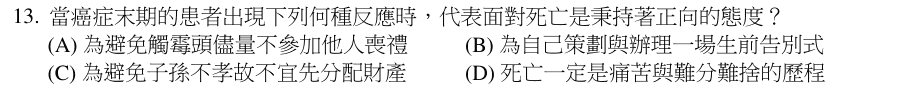 13. 當癌症末期的患者出現下列何種反應時，代表面對死亡是秉持著正向的態度？
(A) 為避免觸霉頭儘量不參加他人喪禮 (B) 為自己策劃與辦理一場生前告別式
(C) 為避免子孫不孝故不宜先分配財產 (D) 死亡一定是痛苦與難分難捨的歷程